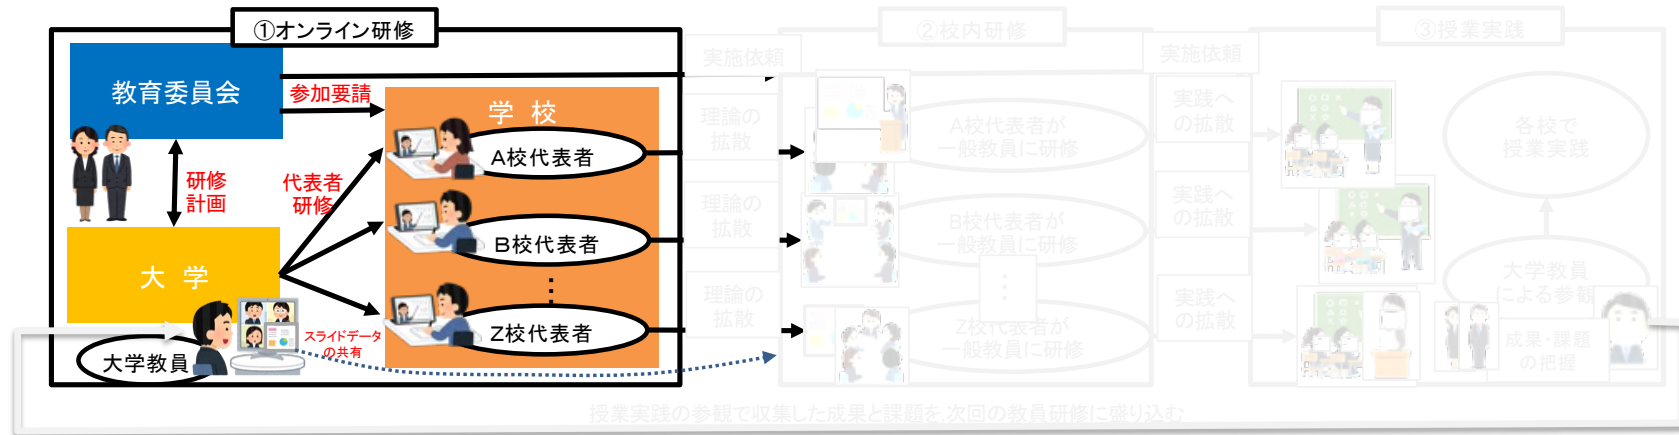 ①オンライン研修
教育委員会
参加要請
学 校
A校代表者
研修
計画
代表者
研修
B校代表者
大 学
⋮
Z校代表者
スライドデータ
の共有
大学教員
②校内研修
実施依頼
理論の
拡散
A校代表者が
一般教員に研修
理論の
拡散
B校代表者が
一般教員に研修
⋮
理論の
拡散
Z校代表者が
一般教員に研修
③授業実践
実施依頼
実践へ
の拡散
各校で
授業実践
実践へ
の拡散
大学教員
による参観
実践へ
の拡散
成果・課題
の把握
授業実践の参観で収集した成果と課題を,次回の教員研修に盛り込む